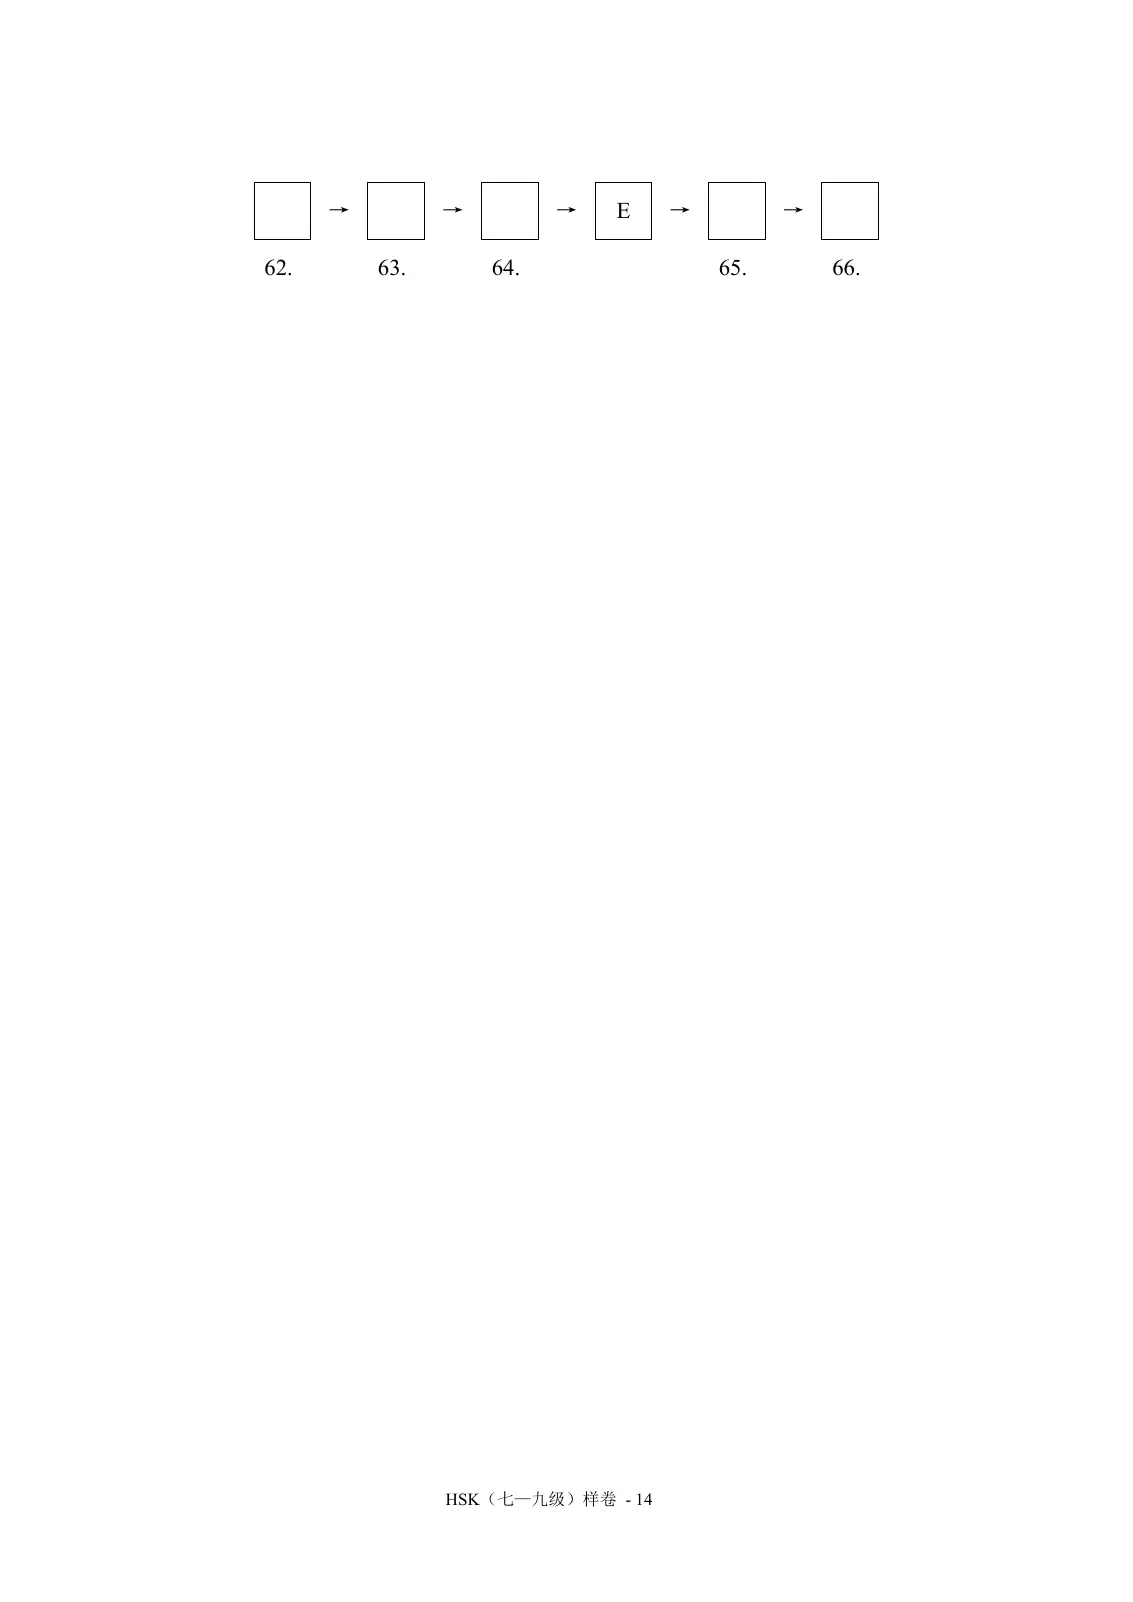 → → → E → →
62. 63. 64. 65. 66.
HSK（七—九级）样卷 - 14